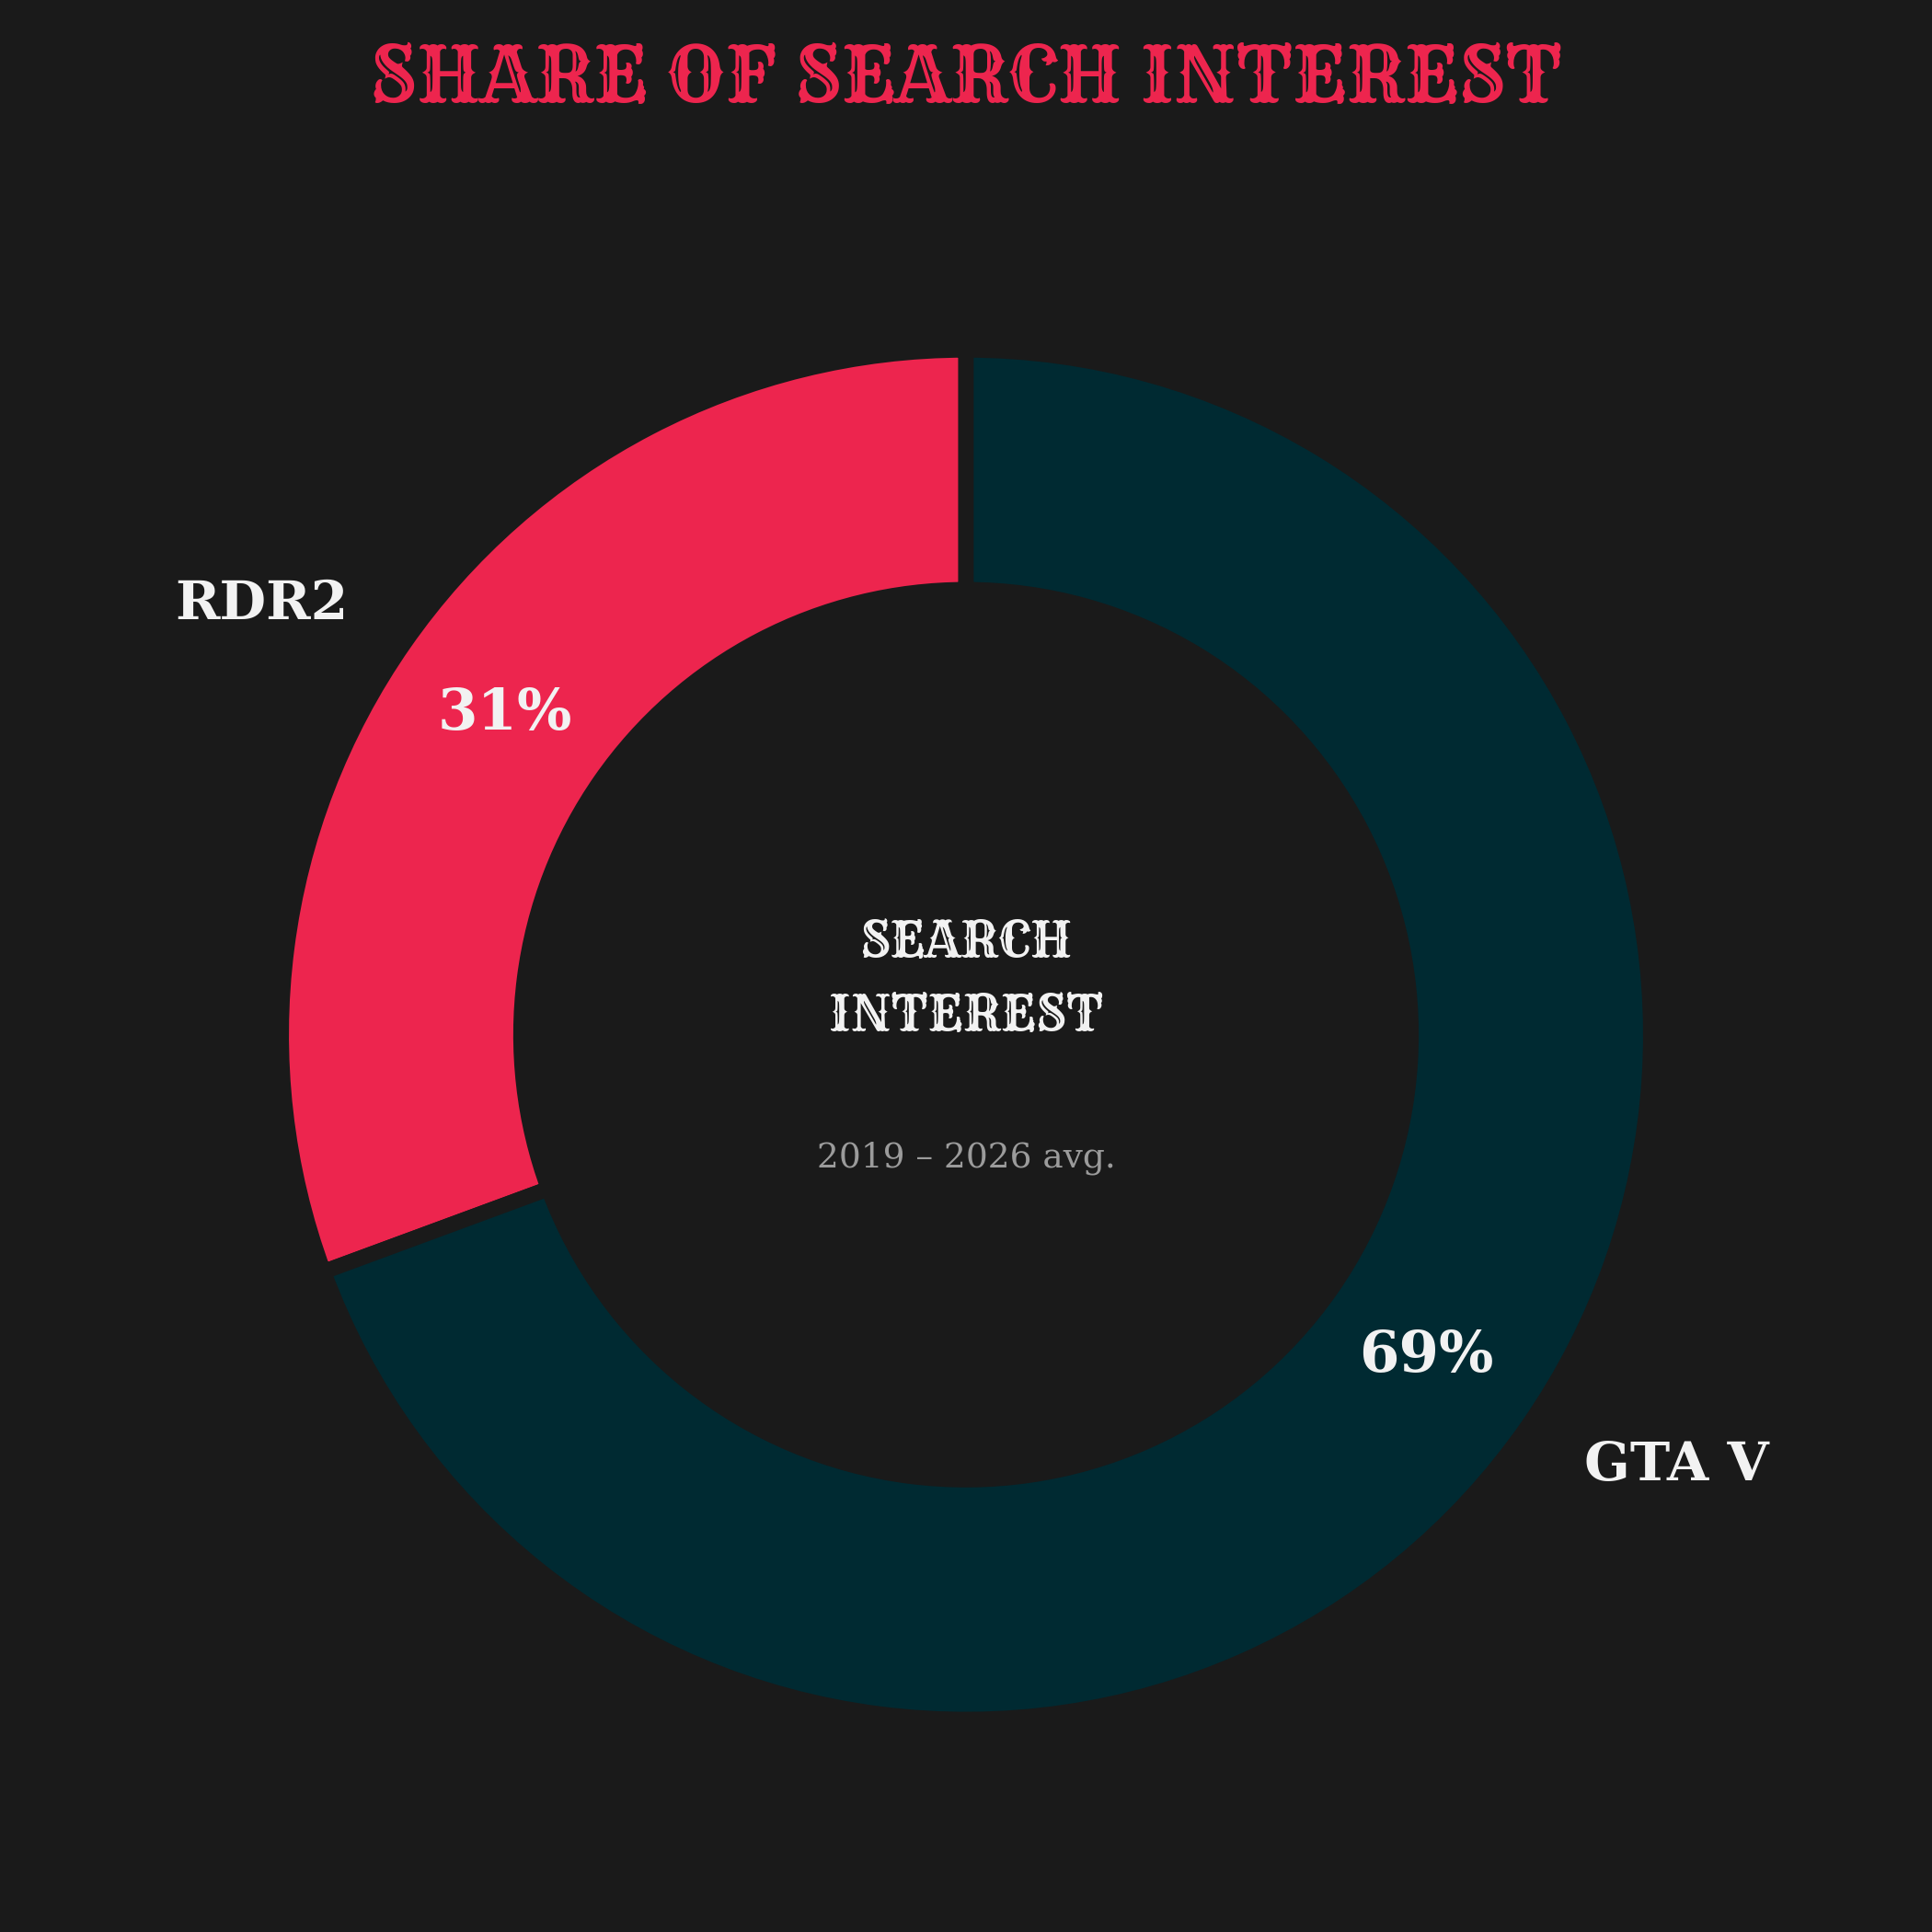 SHARE OF SEARCH INTEREST
RDR2
31%
SEARCH
INTEREST
2019 – 2026 avg.
69%
GTA V